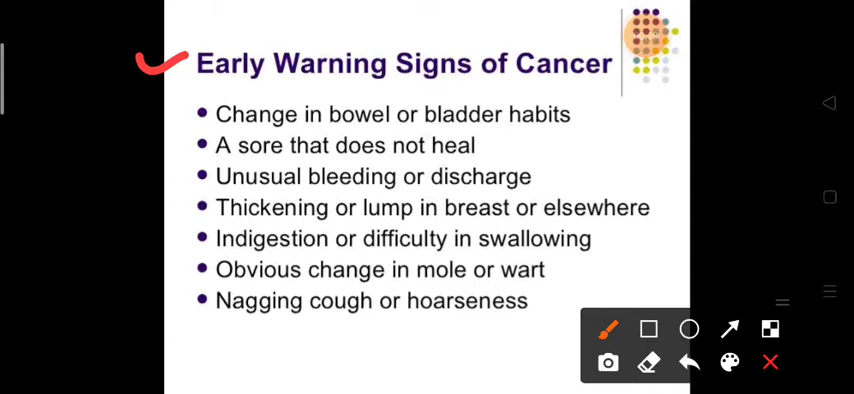 Early Warning Signs of Cancer
Change in bowel or bladder habits
A sore that does not heal
Unusual bleeding or discharge
Thickening or lump in breast or elsewhere
Indigestion or difficulty in swallowing
Obvious change in mole or wart
Nagging cough or hoarseness